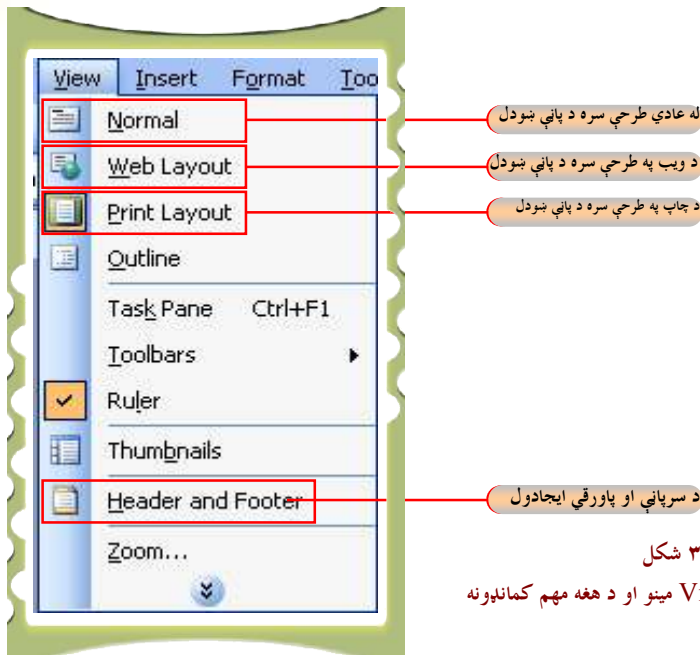 View Insert Format Too
Normal
له عادي طرحې سره د پاڼې ښودل
Web Layout
د ويب په طرحې سره د پاڼې ښودل
Print Layout
د چاپ په طرحې سره د پاڼې ښودل
Outline
Task Pane Ctrl+F1
Toolbars
Ruler
Thumbnails
Header and Footer
د سرپاڼې او پاورقي ايجادول
Zoom...
۳ شکل
مينو او د هغه مهم کمانډونه